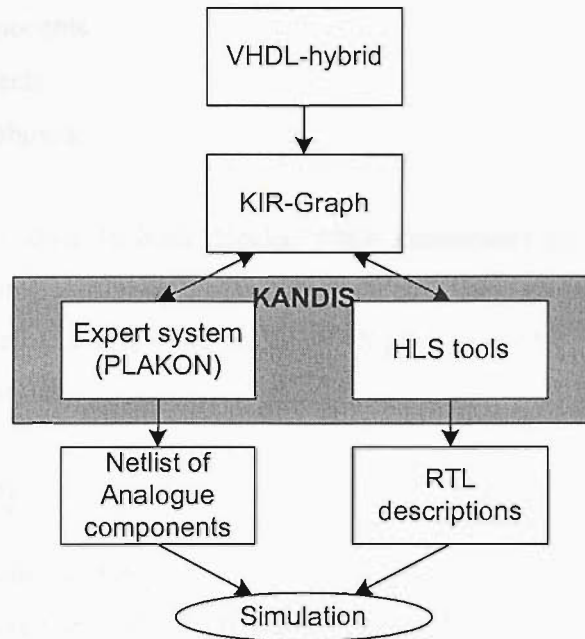 VHDL-hybrid
KIR-Graph
KANDIS
Expert system
(PLAKON)
HLS tools
Netlist of
Analogue
components
RTL
descriptions
Simulation